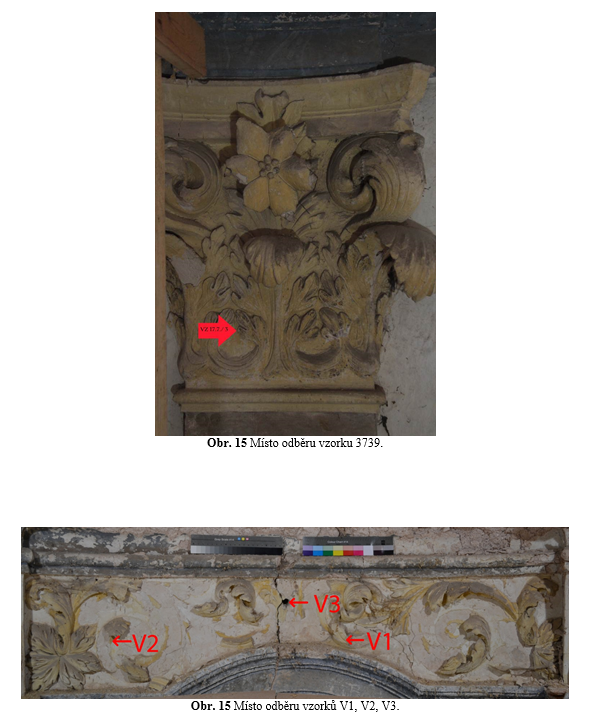 Obr. 15 Místo odběru vzorku 3739.
V3
V2
V1
Obr. 15 Místo odběru vzorků V1, V2, V3.